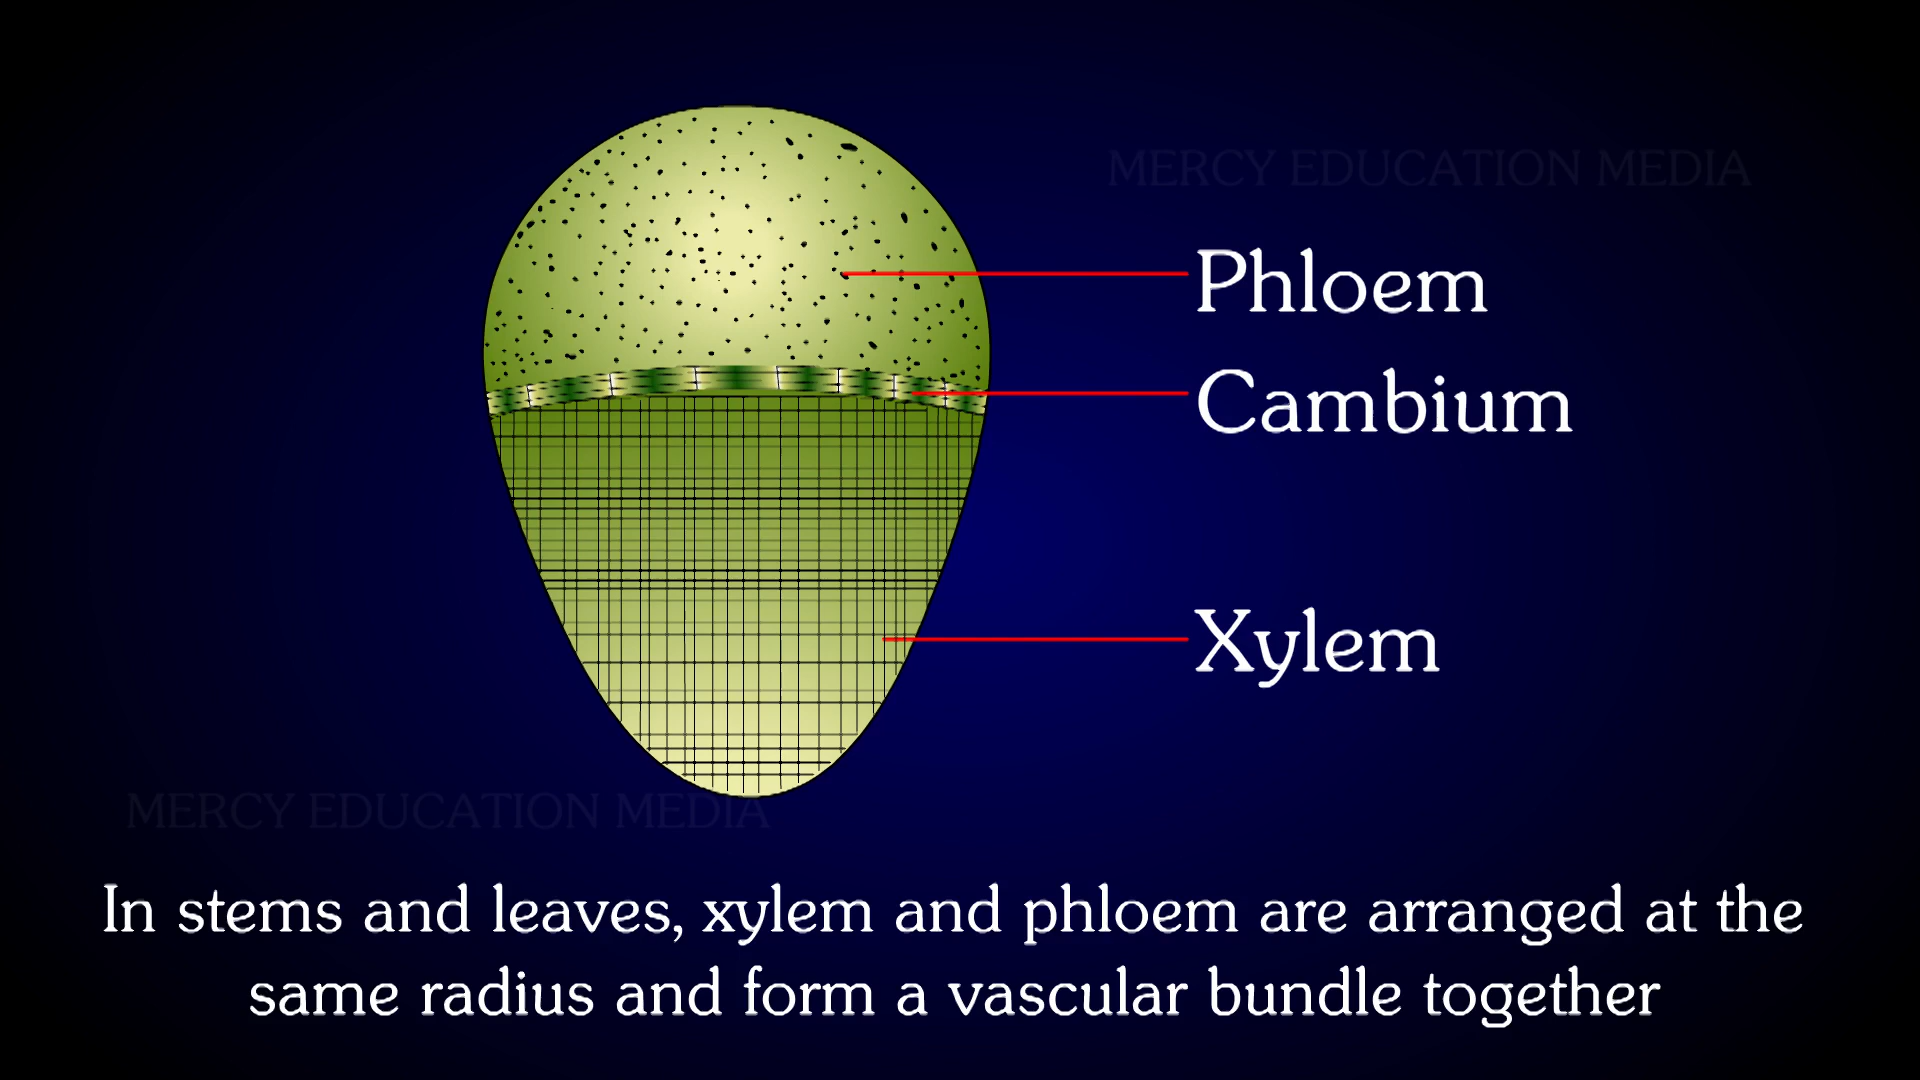 MERCY EDUCATION MEDIA
Phloem
Cambium
Xylem
MERCY EDUCATION MEDIA
In stems and leaves, xylem and phloem are arranged at the
same radius and form a vascular bundle together